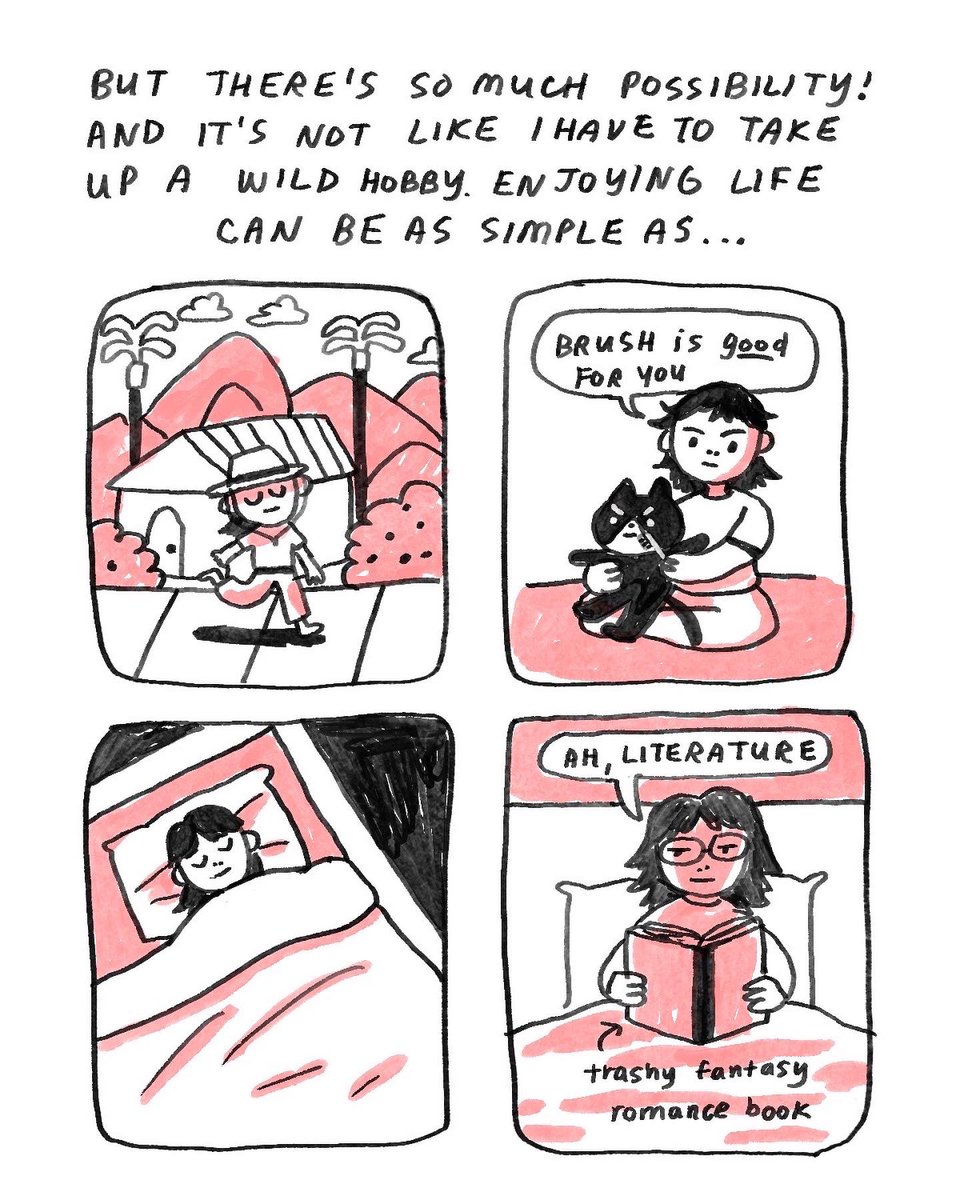 BUT THERE'S SO MUCH POSSIBILITY!
AND IT'S NOT LIKE I HAVE TO TAKE
UP A WILD HOBBY. ENJOYING LIFE
CAN BE AS SIMPLE AS...
BRUSH is good
FOR YOU
AH, LITERATURE
trashy fantasy
romance book